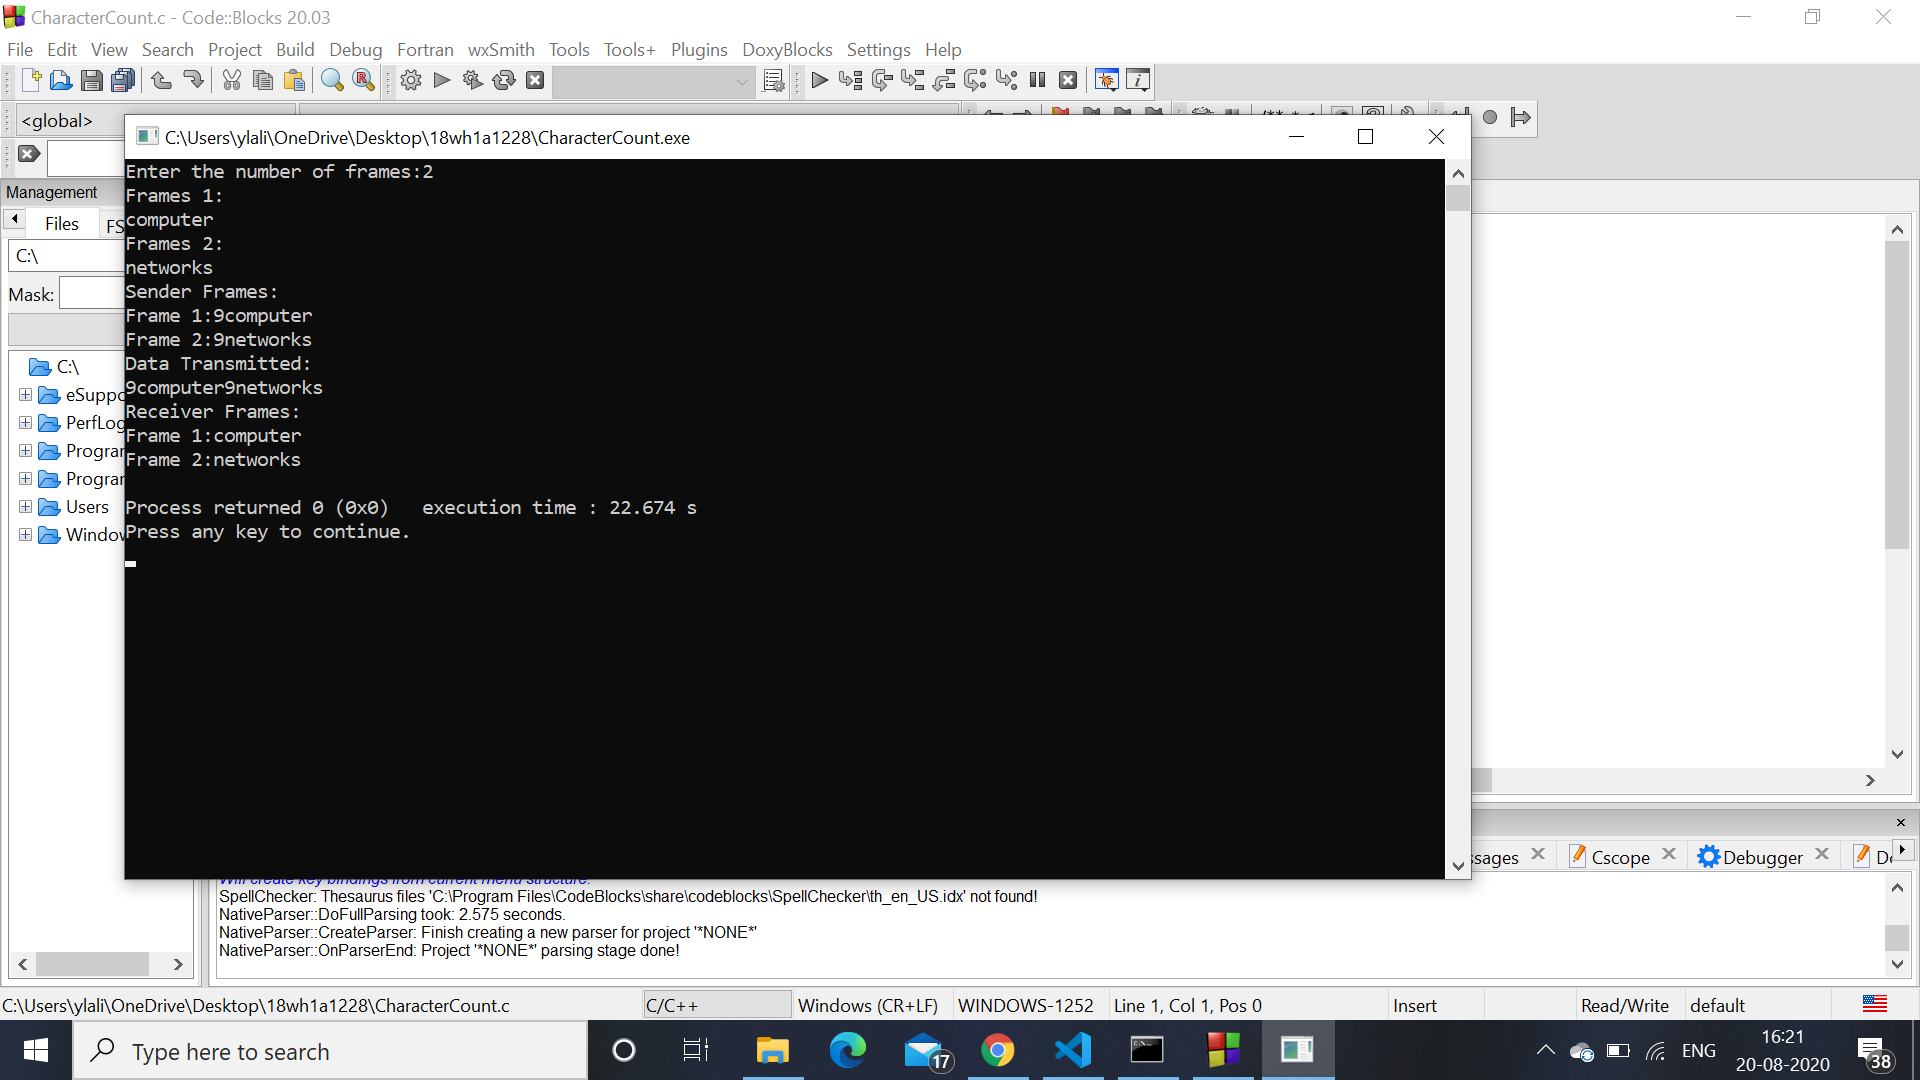 CharacterCount.c - Code::Blocks 20.03
File Edit View Search Project Build Debug Fortran wxSmith Tools Tools+ Plugins DoxyBlocks Settings Help
<global>
C:\Users\ylali\OneDrive\Desktop\18wh1a1228\CharacterCount.exe
Enter the number of frames:2
Frames 1:
computer
Frames 2:
networks
Sender Frames:
Frame 1:9computer
Frame 2:9networks
Data Transmitted:
9computer9networks
Receiver Frames:
Frame 1:computer
Frame 2:networks
Process returned 0 (0x0)   execution time : 22.674 s
Press any key to continue.
Management
Files FS
C:\
Mask:
C:\
eSuppo
PerfLog
Program
Program
Users
Window
ssages Cscope Debugger
Will create key bindings from current menu structure.
SpellChecker: Thesaurus files 'C:\Program Files\CodeBlocks\share\codeblocks\SpellChecker\th_en_US.idx' not found!
NativeParser::DoFullParsing took: 2.575 seconds.
NativeParser::CreateParser: Finish creating a new parser for project '*NONE*'
NativeParser::OnParserEnd: Project '*NONE*' parsing stage done!
C:\Users\ylali\OneDrive\Desktop\18wh1a1228\CharacterCount.c C/C++ Windows (CR+LF) WINDOWS-1252 Line 1, Col 1, Pos 0 Insert Read/Write default
Type here to search
17
ENG
16:21
20-08-2020
38